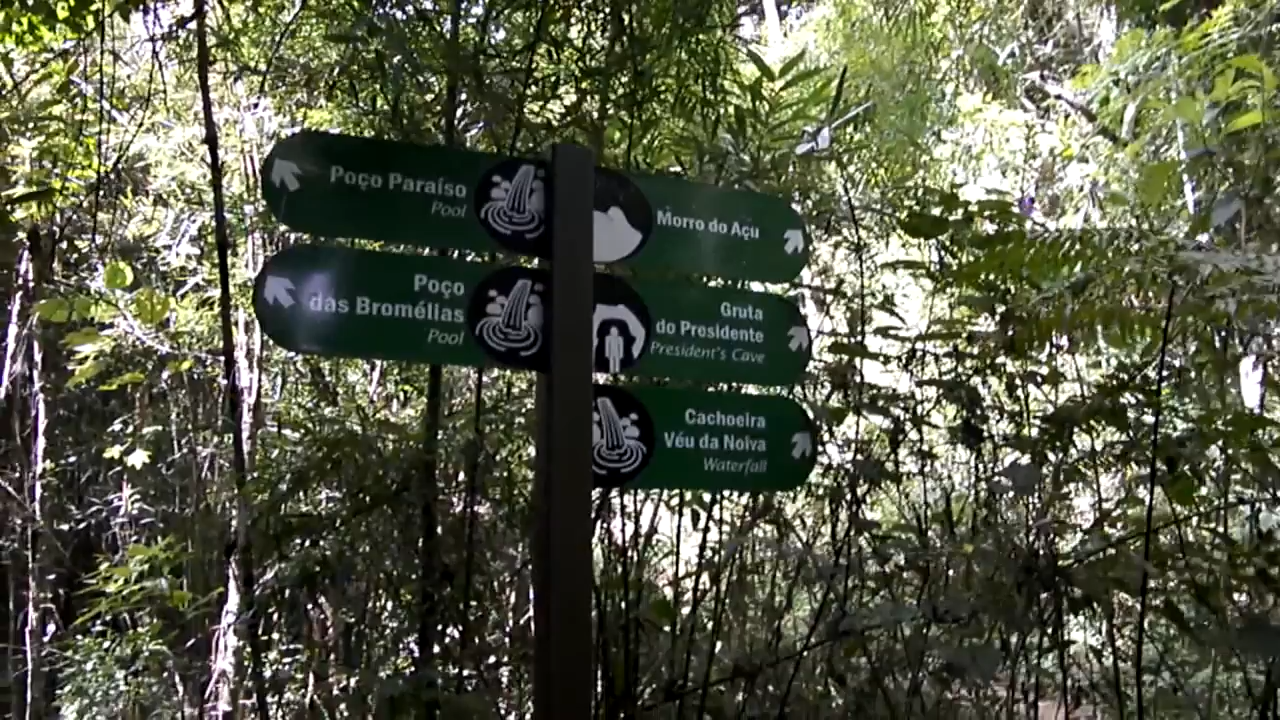 Poço Paraíso
Pool
Poço
das Bromélias
Pool
Morro do Açu
Gruta
do Presidente
President's Cave
Cachoeira
Véu da Noiva
Waterfall